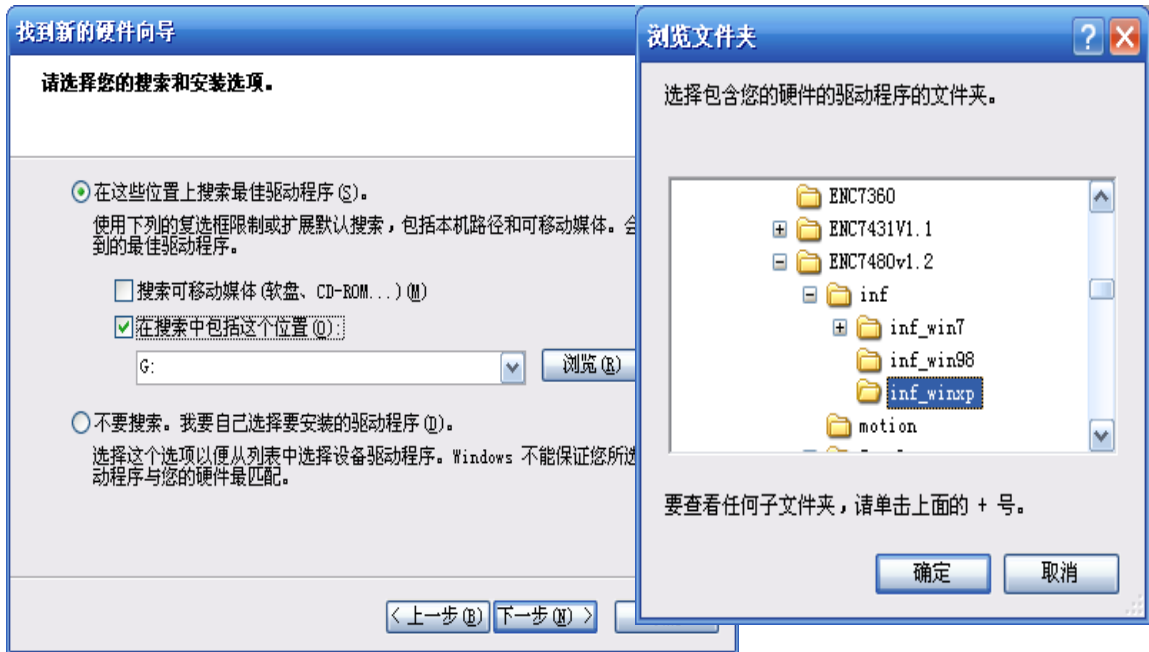 找到新的硬件向导
请选择您的搜索和安装选项。
在这些位置上搜索最佳驱动程序(S)。
使用下列的复选框限制或扩展默认搜索，包括本机路径和可移动媒体。会
到的最佳驱动程序。
搜索可移动媒体(软盘、CD-ROM...)(M)
在搜索中包括这个位置(O):
G:
浏览(R)
不要搜索。我要自己选择要安装的驱动程序(D)。
选择这个选项以便从列表中选择设备驱动程序。Windows 不能保证您所选
动程序与您的硬件最匹配。
< 上一步(B)
下一步(N) >
浏览文件夹
选择包含您的硬件的驱动程序的文件夹。
ENC7360
ENC7431V1.1
ENC7480v1.2
inf
inf_win7
inf_win98
inf_winxp
motion
要查看任何子文件夹，请单击上面的 + 号。
确定
取消